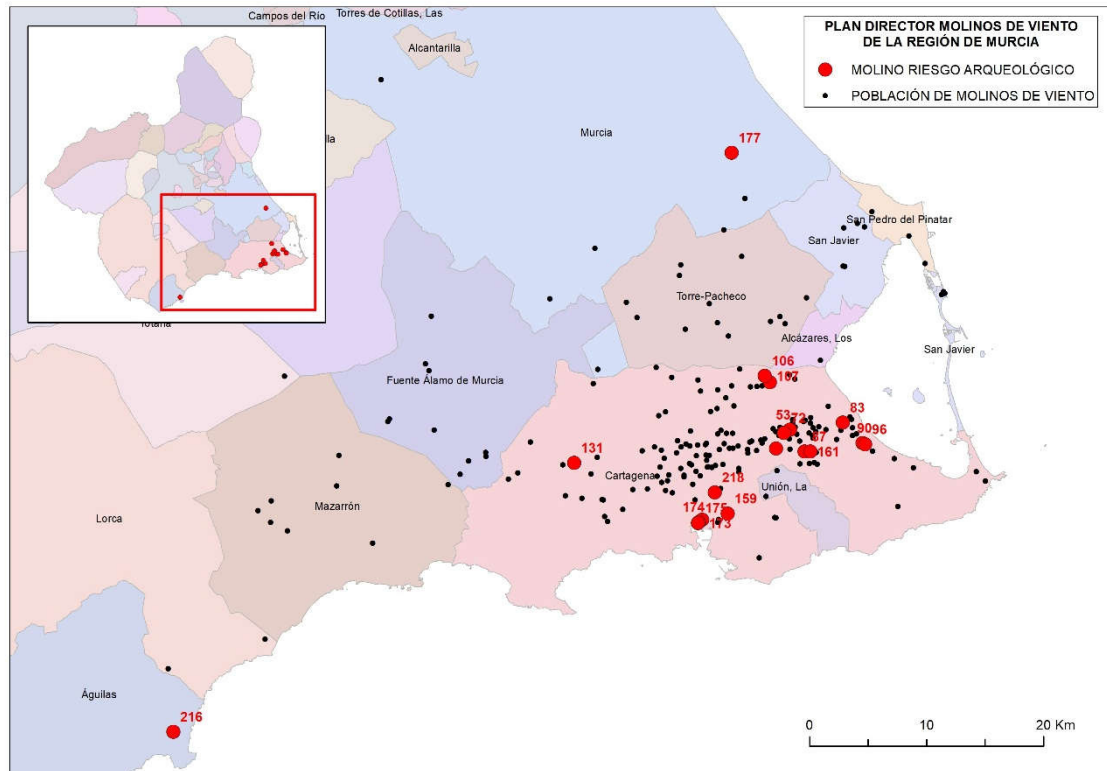 Campos del Río
Torres de Cotillas, Las
Alcantarilla
PLAN DIRECTOR MOLINOS DE VIENTO
DE LA REGIÓN DE MURCIA
MOLINO RIESGO ARQUEOLÓGICO
POBLACIÓN DE MOLINOS DE VIENTO
Murcia
177
San Pedro del Pinatar
San Javier
Torre-Pacheco
Alcázares, Los
San Javier
Fuente Álamo de Murcia
106
107
53
72
83
90
96
161
131
Cartagena
218
Unión, La
159
174
175
173
Mazarrón
Lorca
Águilas
216
0
10
20 Km